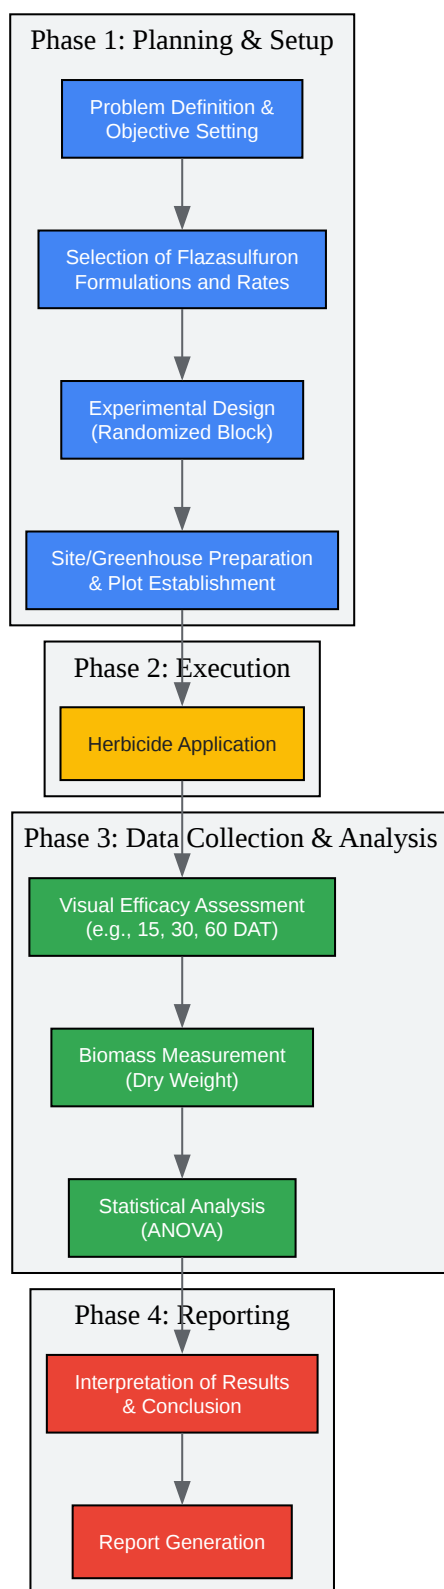 Phase 1: Planning & Setup
Problem Definition &
Objective Setting
Selection of Flazasulfuron
Formulations and Rates
Experimental Design
(Randomized Block)
Site/Greenhouse Preparation
& Plot Establishment
Phase 2: Execution
Herbicide Application
Phase 3: Data Collection & Analysis
Visual Efficacy Assessment
(e.g., 15, 30, 60 DAT)
Biomass Measurement
(Dry Weight)
Statistical Analysis
(ANOVA)
Phase 4: Reporting
Interpretation of Results
& Conclusion
Report Generation